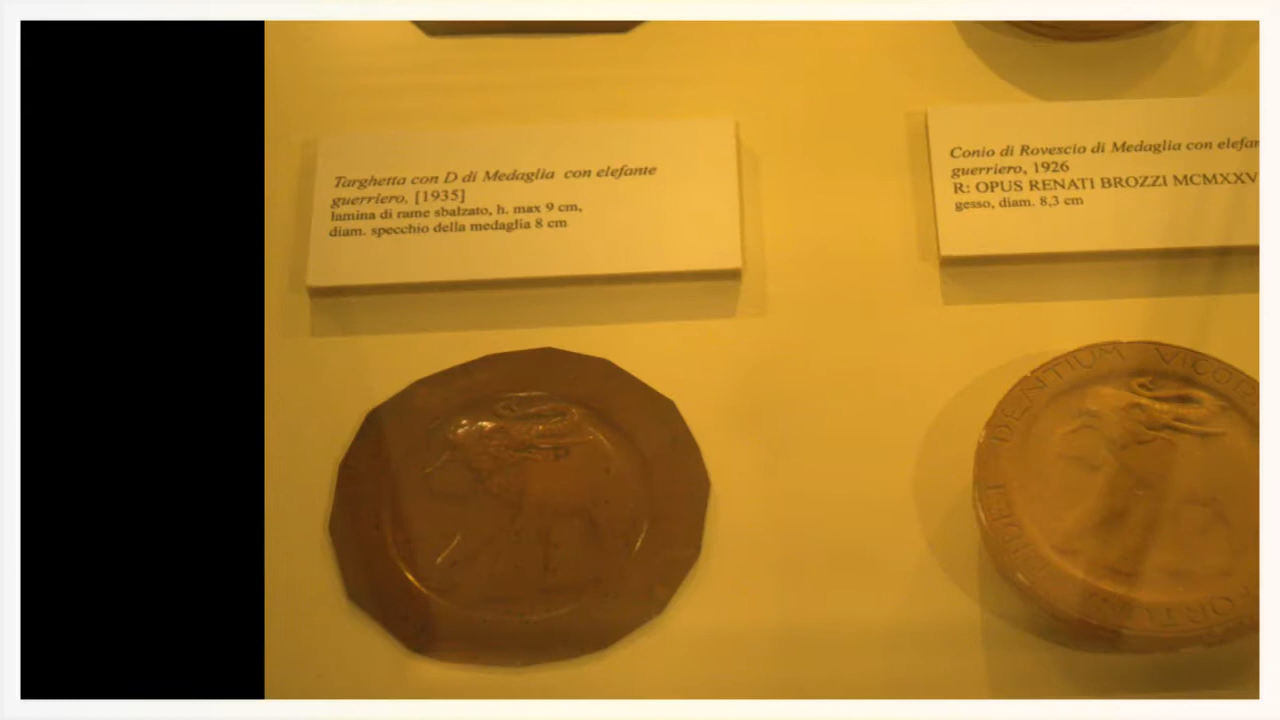 Targhetta con D di Medaglia con elefante
guerriero, [1935]
lamina di rame sbalzato, h. max 9 cm,
diam. specchio della medaglia 8 cm
Conio di Rovescio di Medaglia con
guerriero, 1926
R: OPUS RENATI BROZZI MCMXXV
gesso, diam. 8,3 cm
DENTIUM